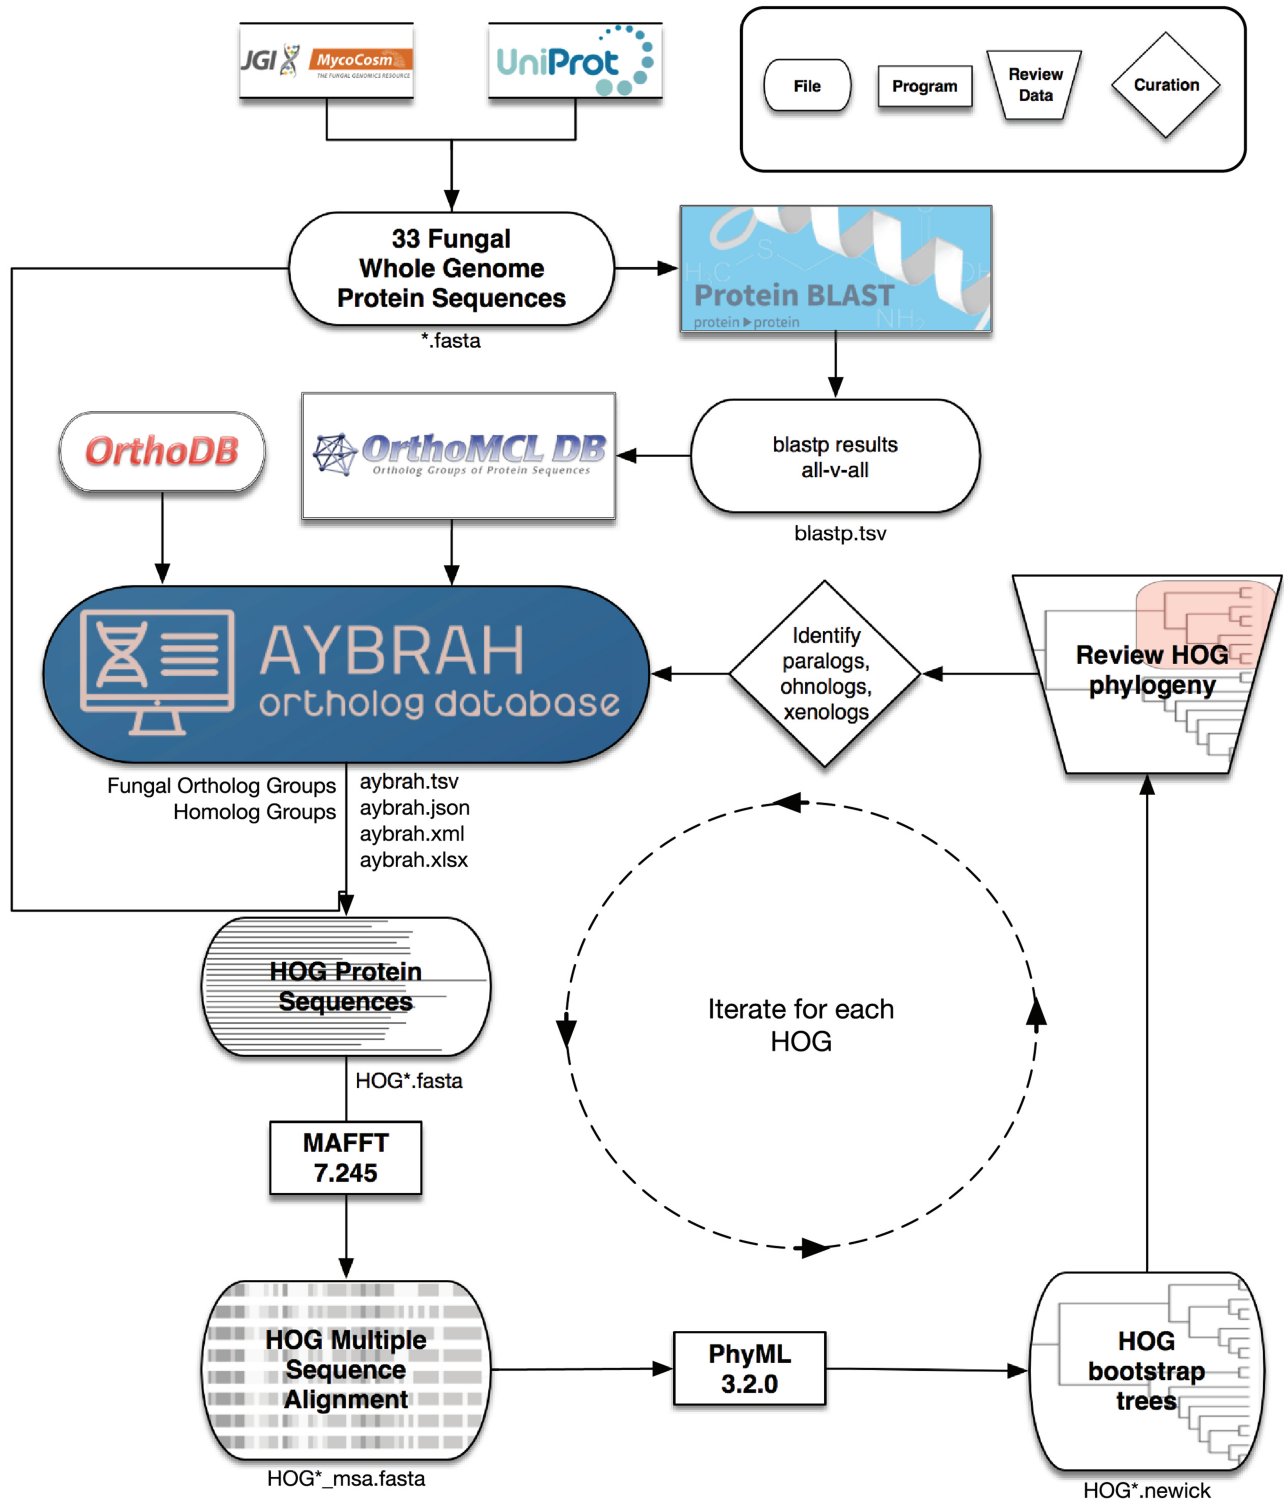 JGI MycoCosm
THE FUNGAL GENOMICS RESOURCE
UniProt
File
Program
Review
Data
Curation
33 Fungal
Whole Genome
Protein Sequences
*.fasta
H₃C
S
NH₂
OH
Protein BLAST
protein ▶ protein
OrthoDB
OrthoMCL DB
Ortholog Groups of Protein Sequences
blastp results
all-v-all
blastp.tsv
AYBRAH
ortholog database
Identify
paralogs,
ohnologs,
xenologs
Review HOG
phylogeny
Fungal Ortholog Groups
Homolog Groups
aybrah.tsv
aybrah.json
aybrah.xml
aybrah.xlsx
HOG Protein
Sequences
HOG*.fasta
Iterate for each
HOG
MAFFT
7.245
HOG Multiple
Sequence
Alignment
HOG*_msa.fasta
PhyML
3.2.0
HOG
bootstrap
trees
HOG*.newick